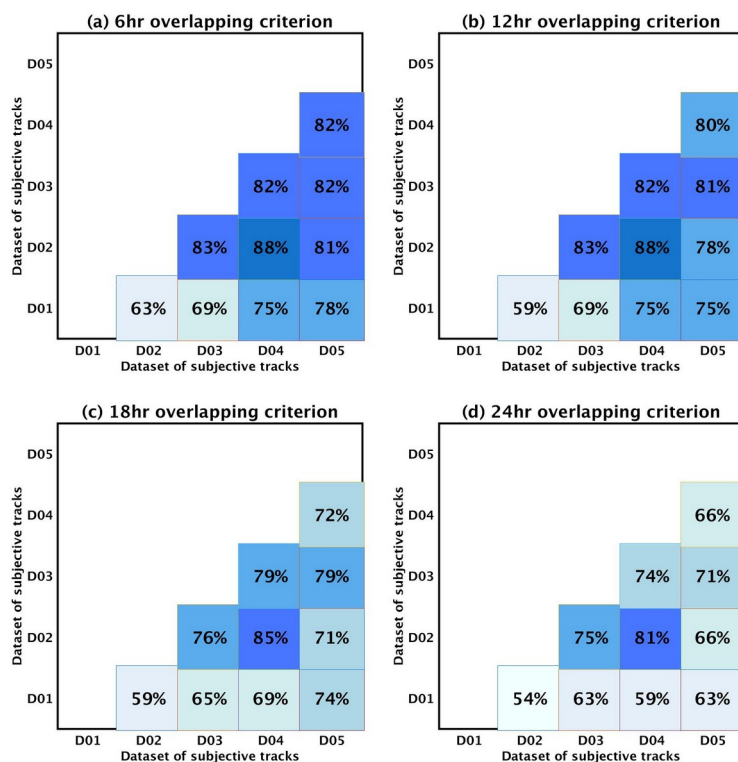 (a) 6hr overlapping criterion
Dataset of subjective tracks
D05
D04
82%
D03
82% 82%
D02
83% 88% 81%
D01
63% 69% 75% 78%
D01 D02 D03 D04 D05
Dataset of subjective tracks
(b) 12hr overlapping criterion
Dataset of subjective tracks
D05
D04
80%
D03
82% 81%
D02
83% 88% 78%
D01
59% 69% 75% 75%
D01 D02 D03 D04 D05
Dataset of subjective tracks
(c) 18hr overlapping criterion
Dataset of subjective tracks
D05
D04
72%
D03
79% 79%
D02
76% 85% 71%
D01
59% 65% 69% 74%
D01 D02 D03 D04 D05
Dataset of subjective tracks
(d) 24hr overlapping criterion
Dataset of subjective tracks
D05
D04
66%
D03
74% 71%
D02
75% 81% 66%
D01
54% 63% 59% 63%
D01 D02 D03 D04 D05
Dataset of subjective tracks